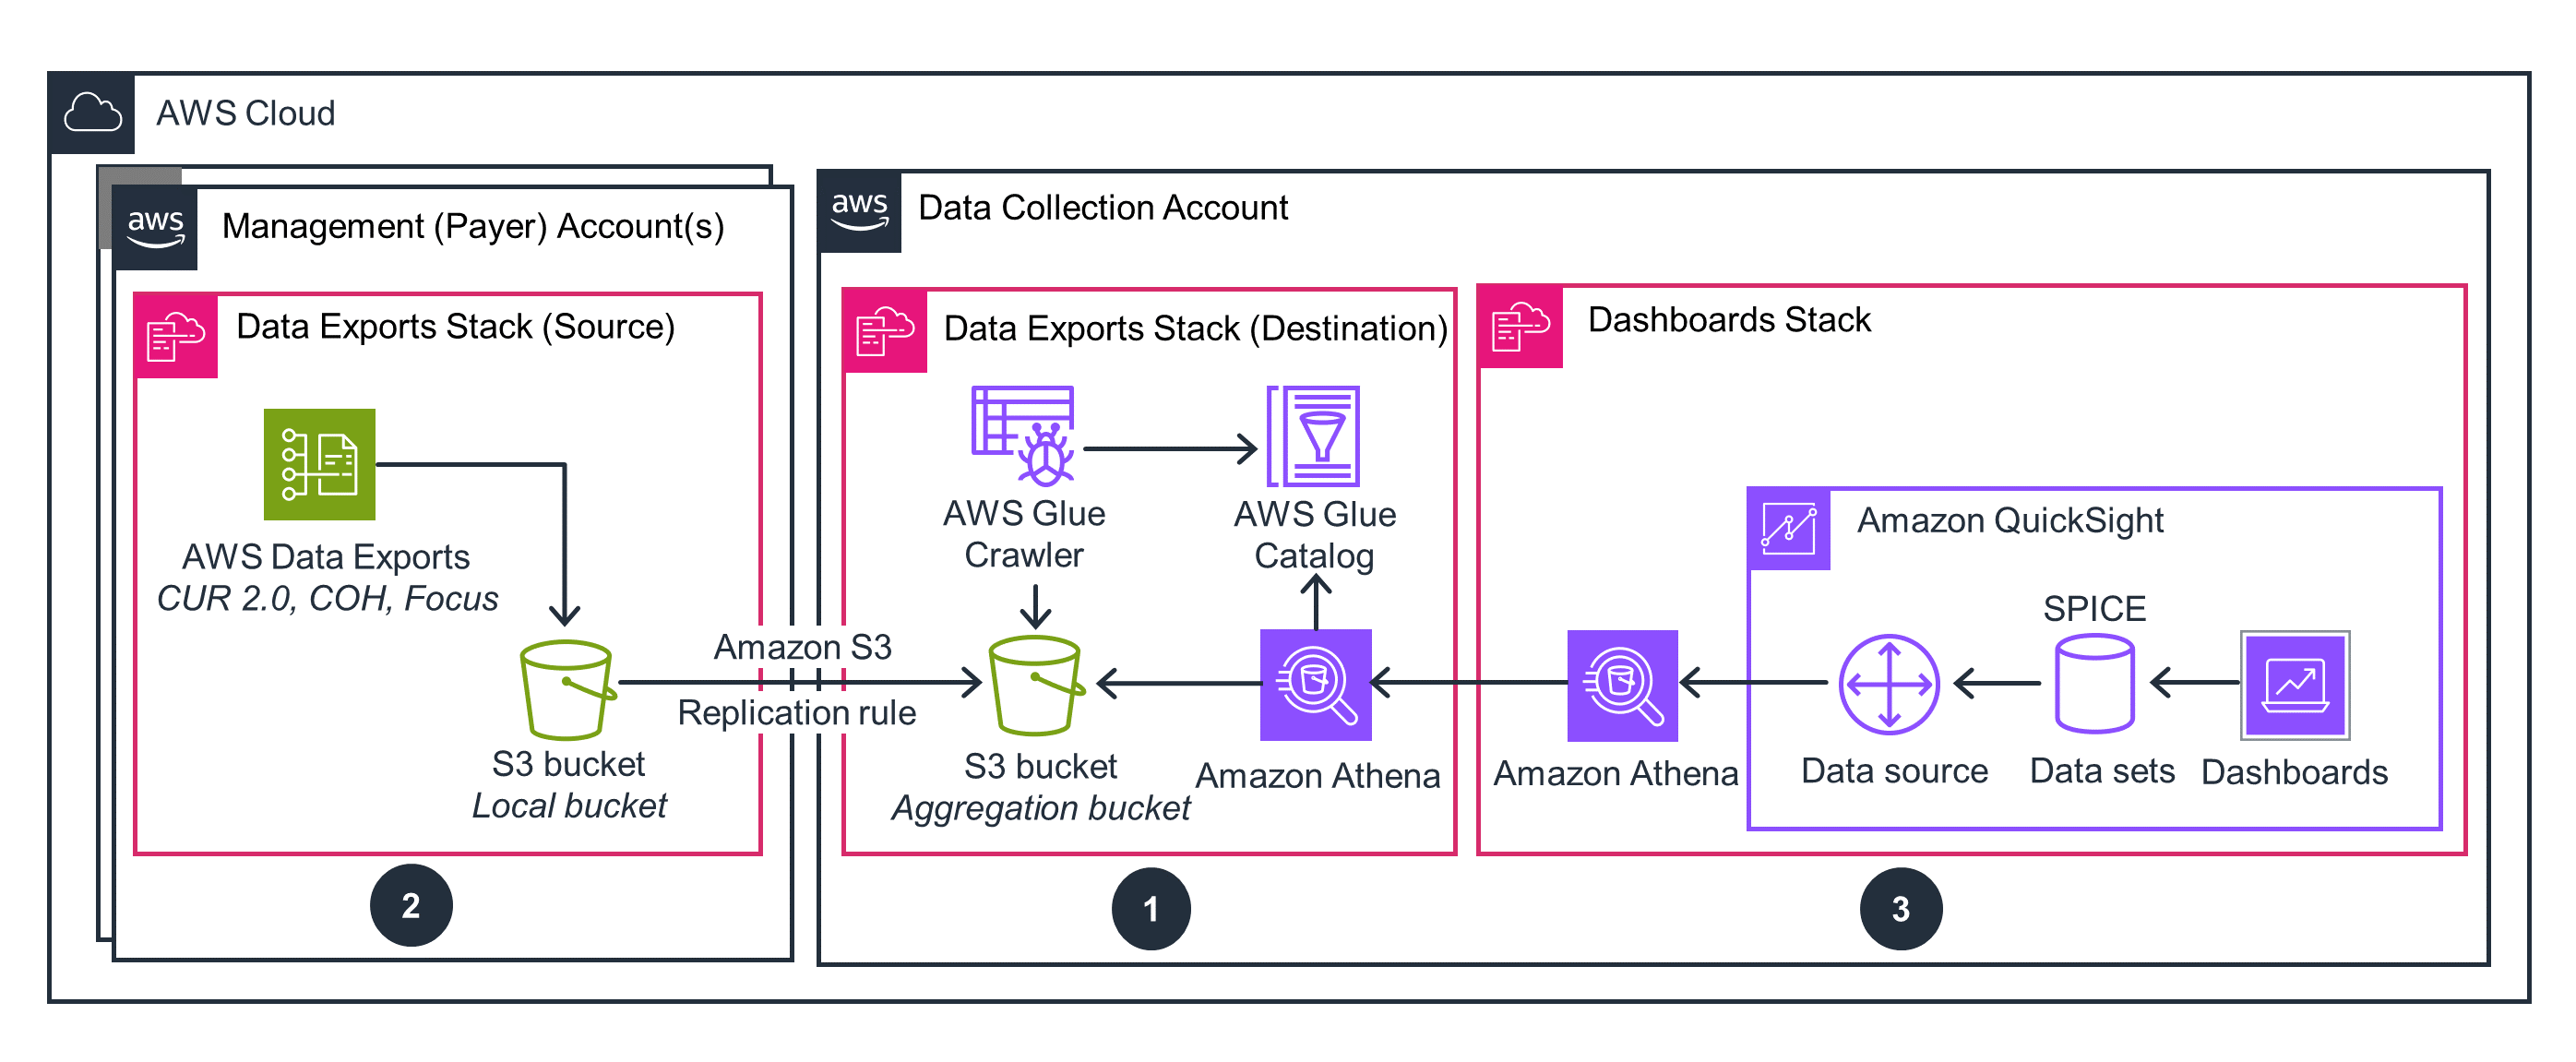 AWS Cloud
aws
Management (Payer) Account(s)
Data Exports Stack (Source)
AWS Data Exports
CUR 2.0, COH, Focus
S3 bucket
Local bucket
2
Amazon S3
Replication rule
aws
Data Collection Account
Data Exports Stack (Destination)
AWS Glue
Crawler
AWS Glue
Catalog
S3 bucket
Aggregation bucket
Amazon Athena
1
Dashboards Stack
Amazon Athena
Amazon QuickSight
SPICE
Data source
Data sets
Dashboards
3